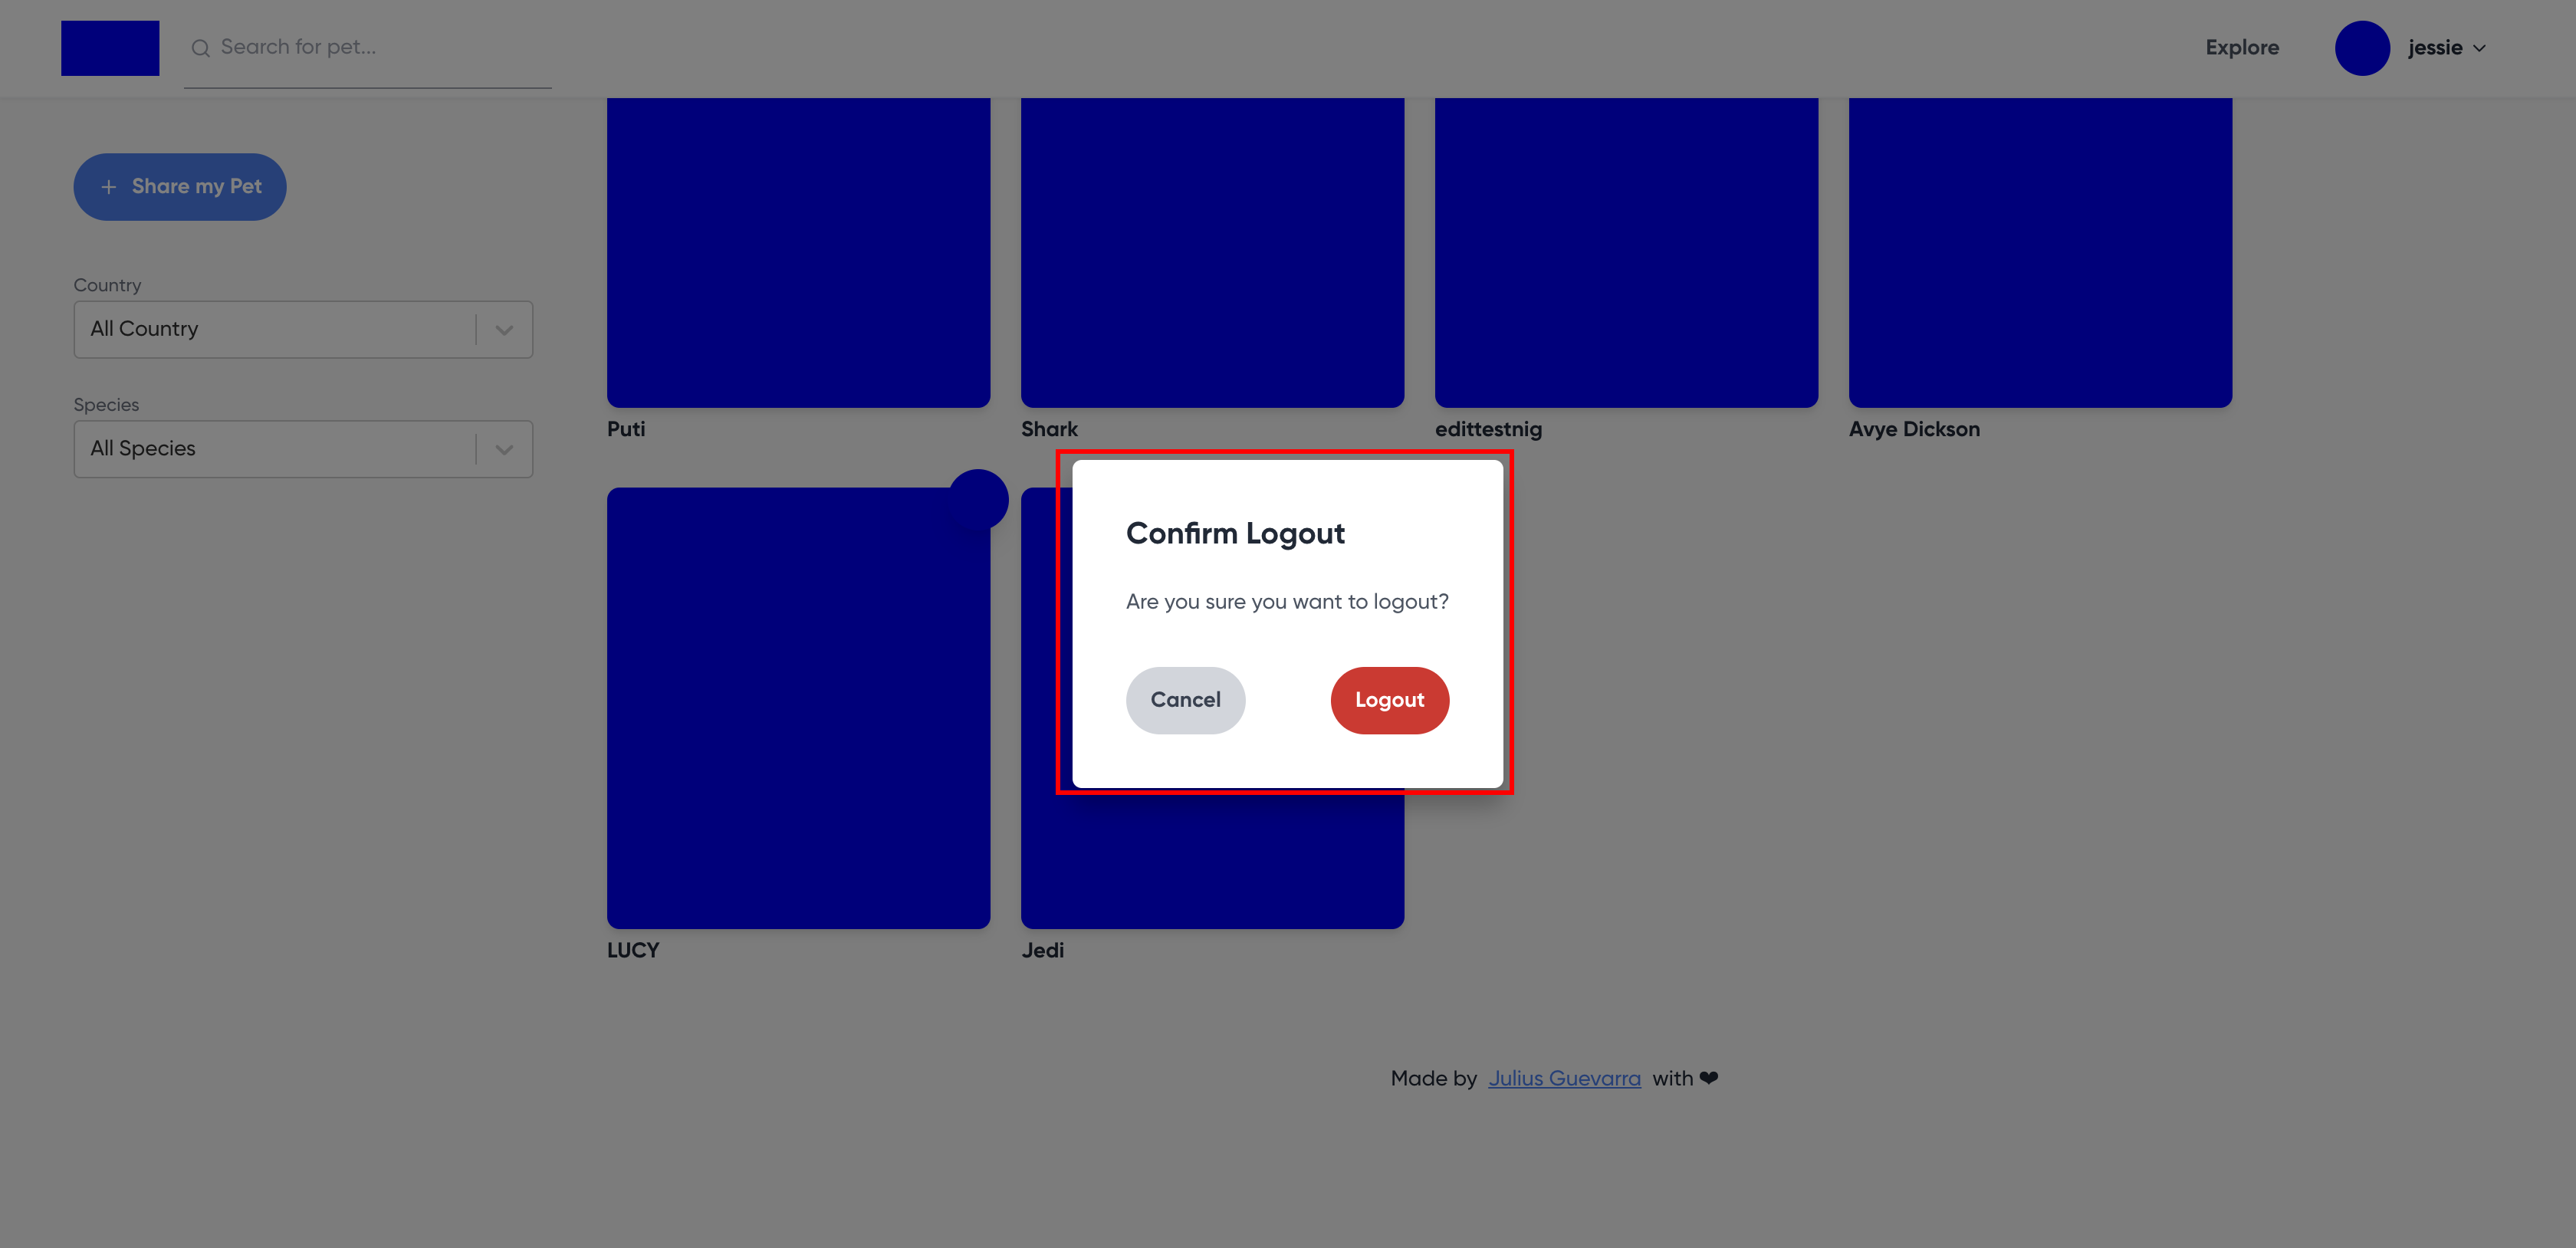 Search for pet...
Explore
jessie
Share my Pet
Country
All Country
Species
All Species
Puti
Shark
edittestnig
Avye Dickson
Confirm Logout
Are you sure you want to logout?
Cancel
Logout
LUCY
Jedi
Made by Julius Guevarra with ❤